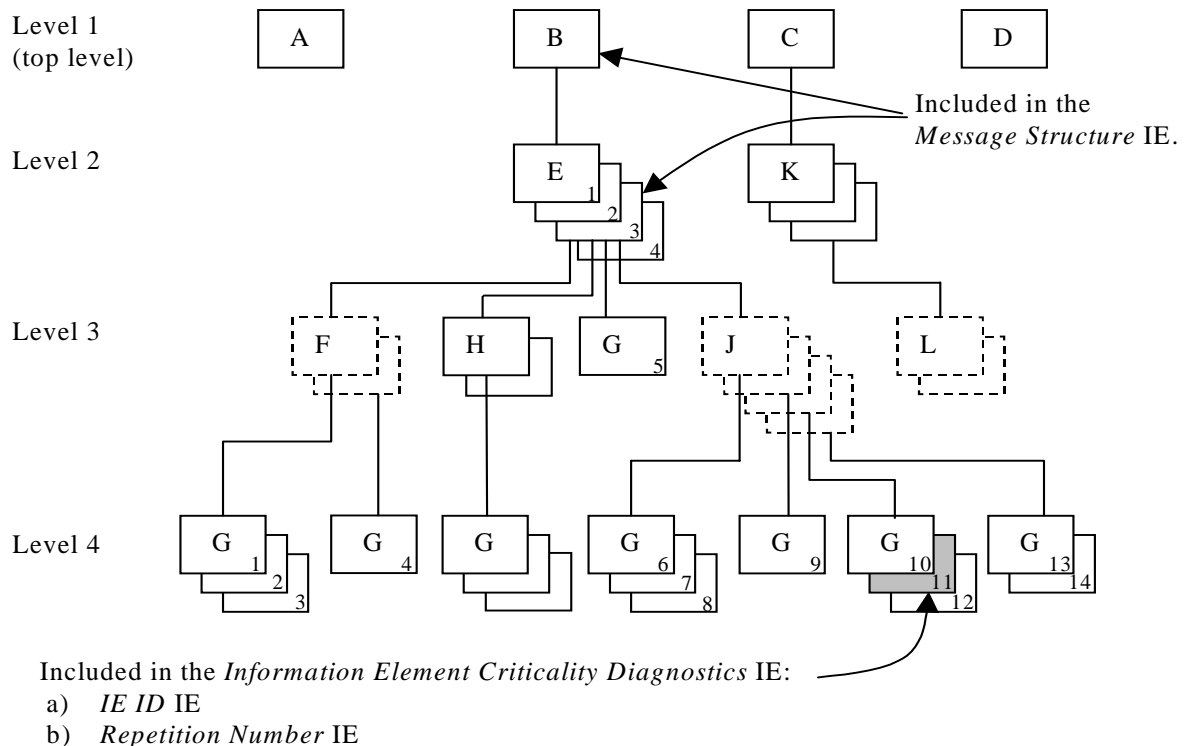 Level 1
(top level)
A
B
C
D
Included in the
Message Structure IE.
Level 2
E
1
2
3
4
K
Level 3
F
H
G
5
J
L
Level 4
G
1
2
3
G
4
G
G
6
7
8
G
9
G
10
11
12
G
13
14
Included in the Information Element Criticality Diagnostics IE:
a) IE ID IE
b) Repetition Number IE